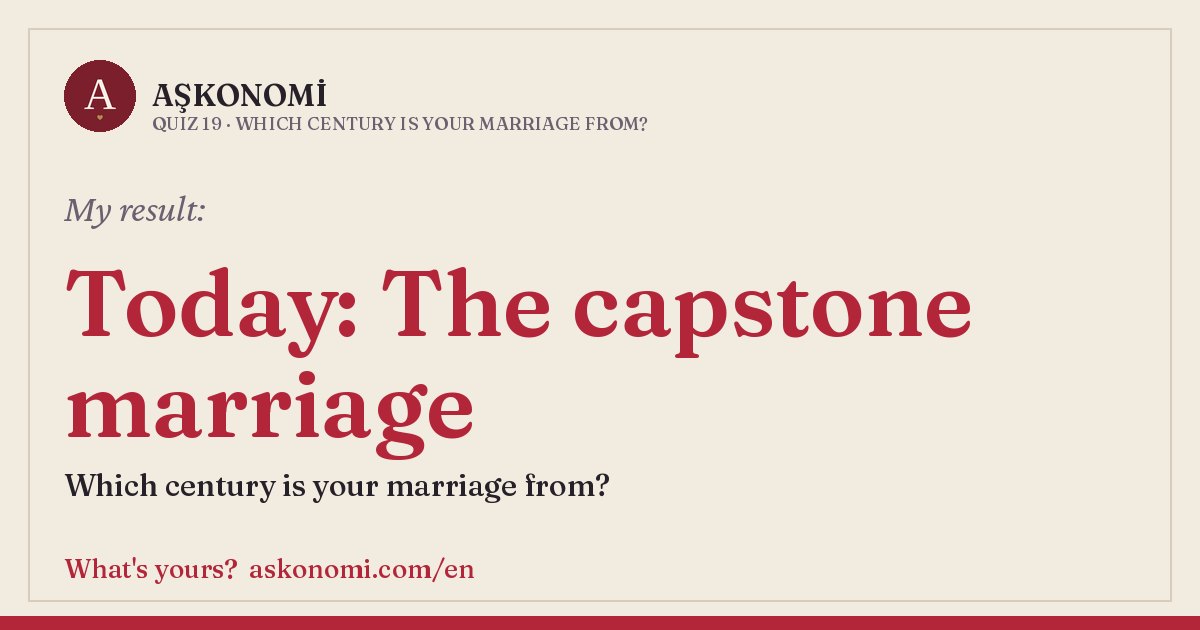 A
AŞKONOMİ
QUIZ 19 · WHICH CENTURY IS YOUR MARRIAGE FROM?
My result:
Today: The capstone
marriage
Which century is your marriage from?
What's yours? askonomi.com/en